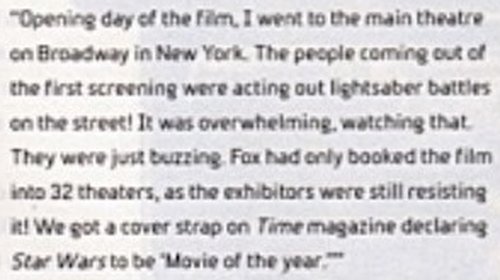 "Opening day of the film, I went to the main theatre
on Broadway in New York. The people coming out of
the first screening were acting out lightsaber battles
on the street! It was overwhelming, watching that.
They were just buzzing. Fox had only booked the film
into 32 theaters, as the exhibitors were still resisting
it! We got a cover strap on Time magazine declaring
Star Wars to be 'Movie of the year.'"